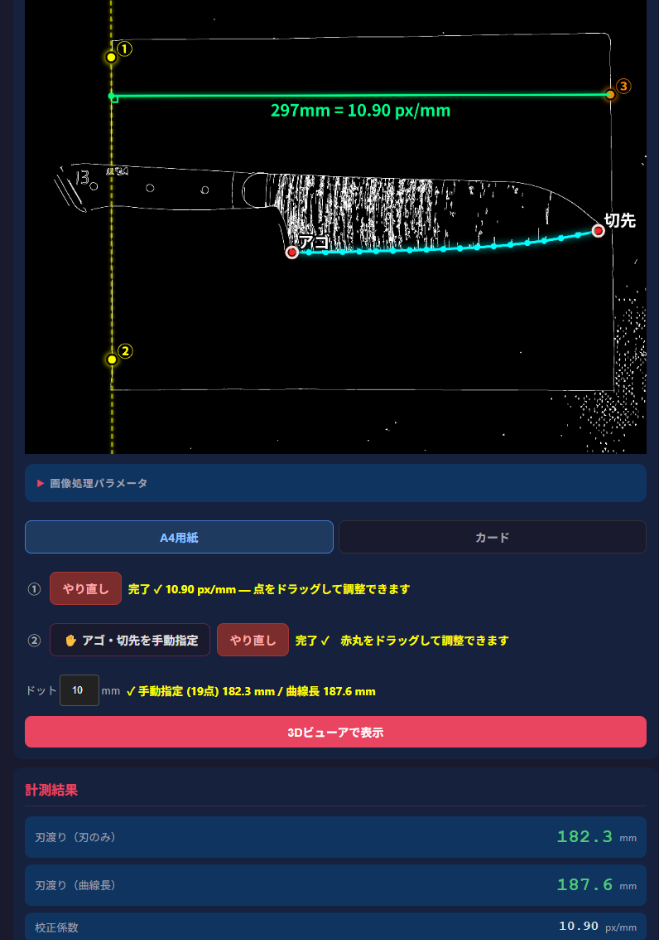 ①
③
297mm = 10.90 px/mm
13
切先
アゴ
②
▶ 画像処理パラメータ
A4用紙 カード
① やり直し 完了 ✓ 10.90 px/mm — 点をドラッグして調整できます
② ✋ アゴ・切先を手動指定 やり直し 完了 ✓ 赤丸をドラッグして調整できます
ドット 10 mm ✓ 手動指定 (19点) 182.3 mm / 曲線長 187.6 mm
3Dビューアで表示
計測結果
刃渡り（刃のみ） 182.3 mm
刃渡り（曲線長） 187.6 mm
校正係数 10.90 px/mm